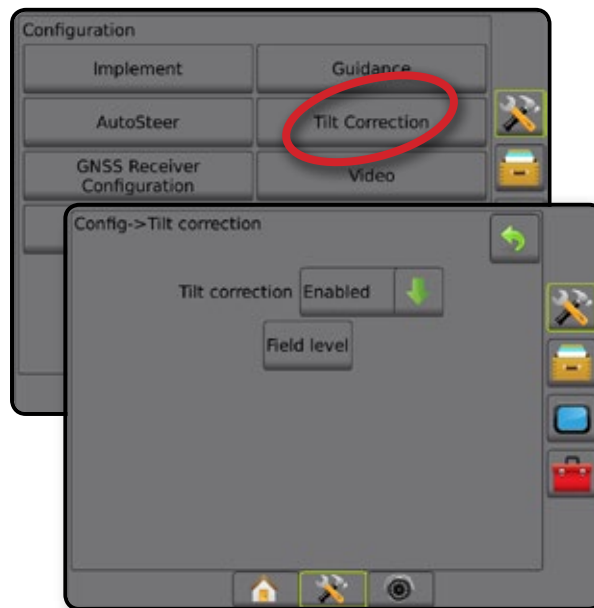 Configuration
Implement
Guidance
AutoSteer
Tilt Correction
GNSS Receiver
Configuration
Video
Config->Tilt correction
Tilt correction Enabled
Field level